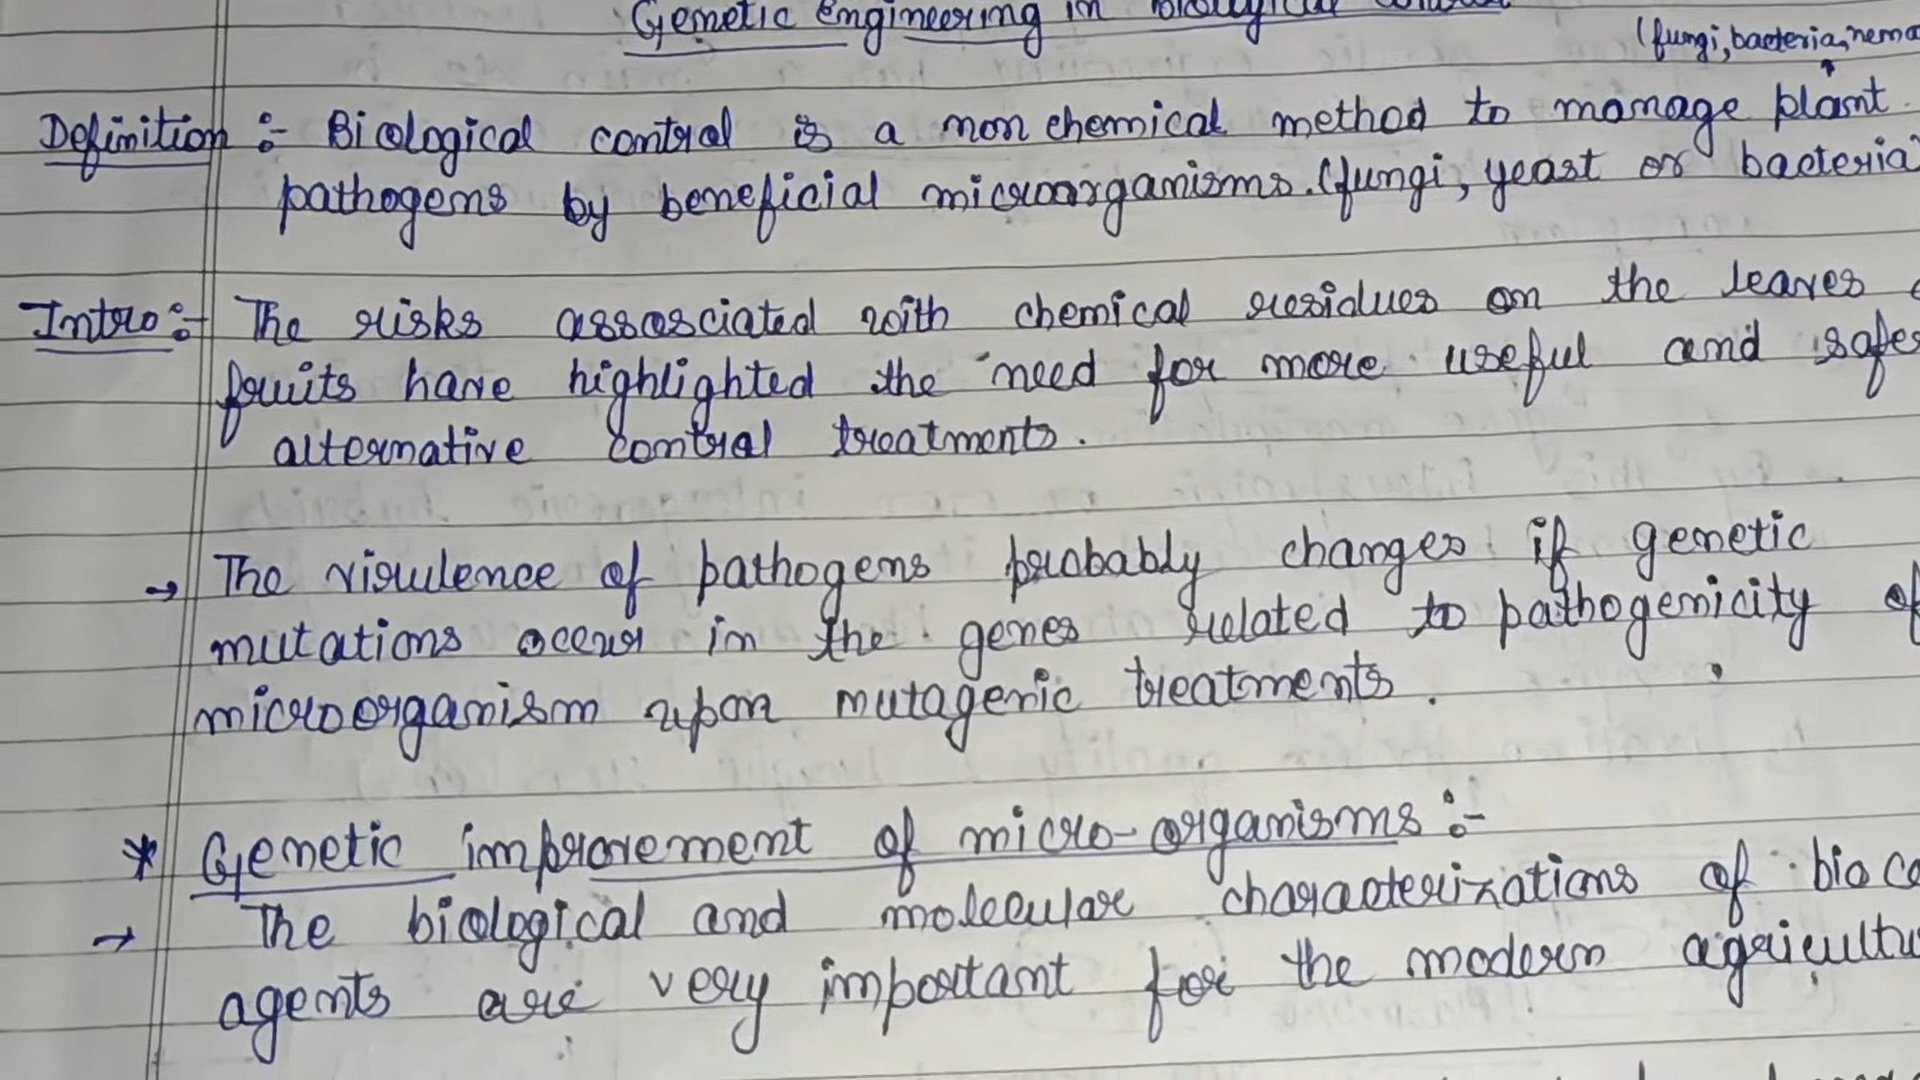 Genetic Engineering in Biological
(fungi, bacteria, nema
Definition :- Biological control is a non chemical method to manage plant
pathogens by beneficial microorganisms. (fungi, yeast or bacteria)
Intro :- The risks assosciated with chemical residues on the leaves
fruits have highlighted the need for more useful and safer
alternative control treatments.
→ The virulence of pathogens probably changes if genetic
mutations occur in the genes related to pathogenicity of
microorganism upon mutagenic treatments.
* Genetic improvement of micro-organisms :-
→ The biological and molecular characterizations of bio co
agents are very important for the modern agricultu